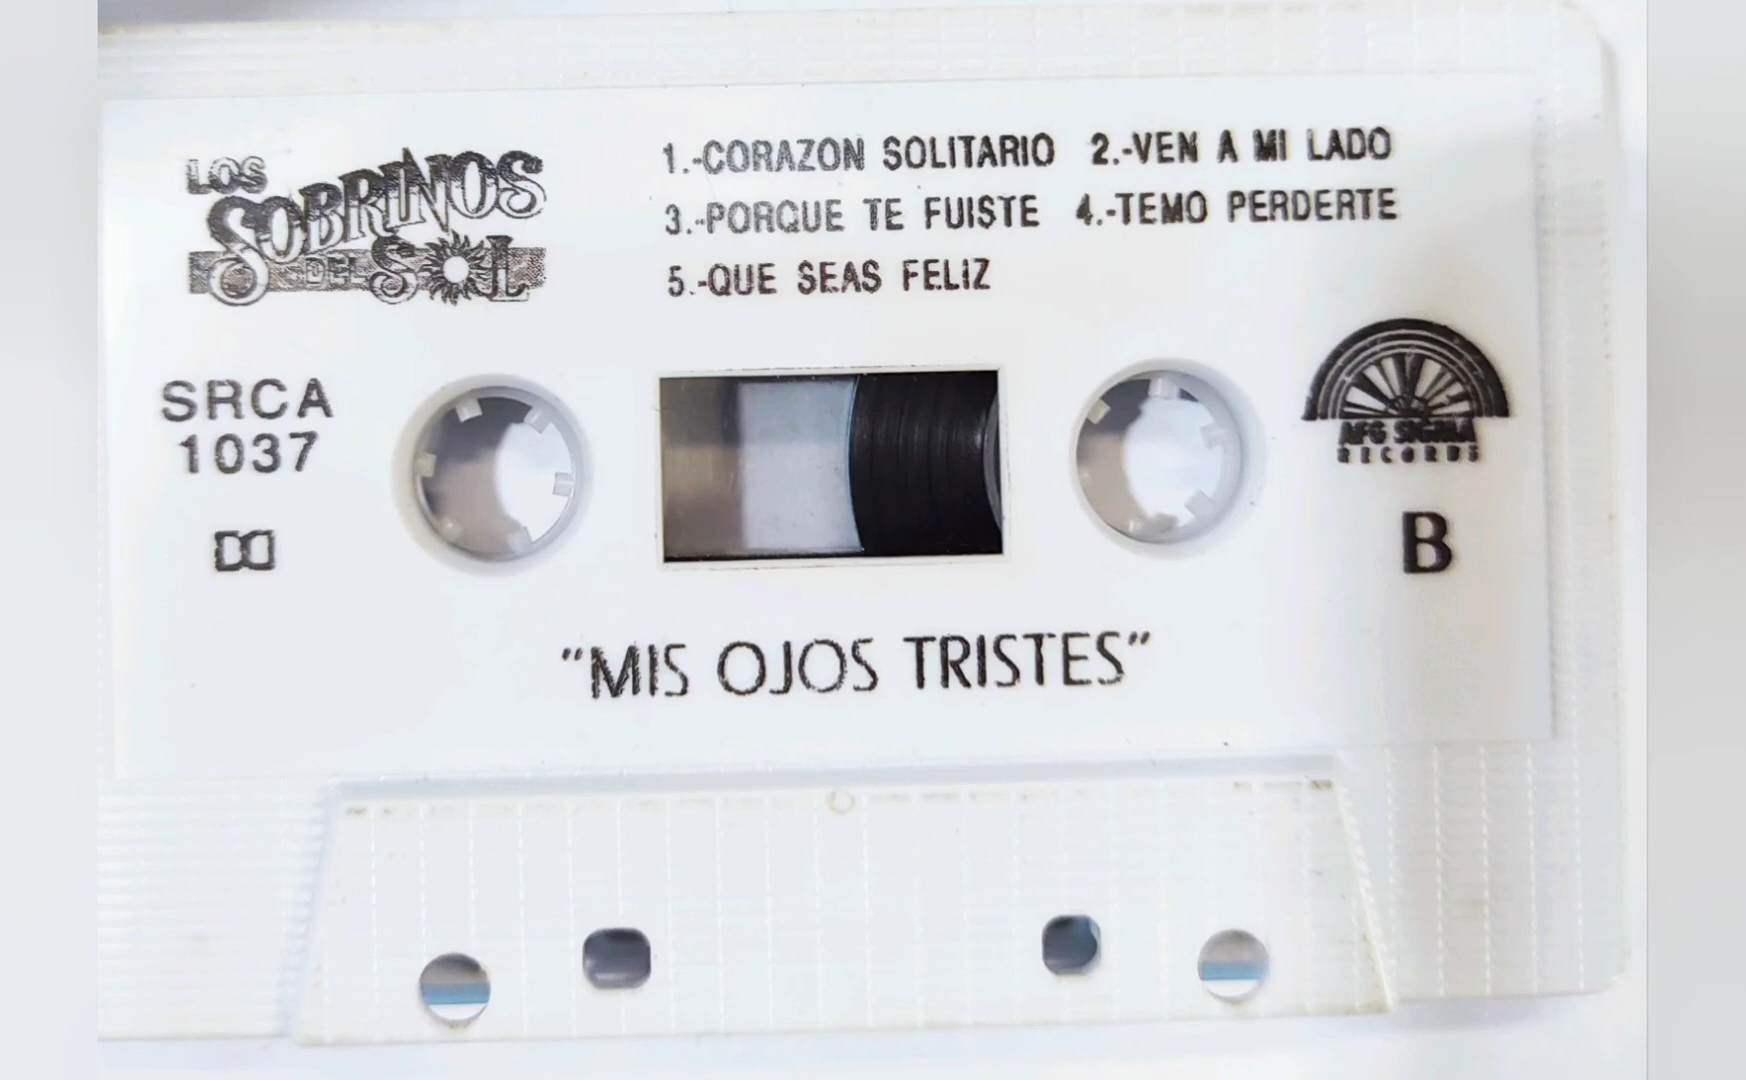 LOS
SOBRINOS
DEL SOL
1.-CORAZON SOLITARIO 2.-VEN A MI LADO
3.-PORQUE TE FUISTE 4.-TEMO PERDERTE
5.-QUE SEAS FELIZ
SRCA
1037
AFG SIGMA
RECORDS
B
"MIS OJOS TRISTES”